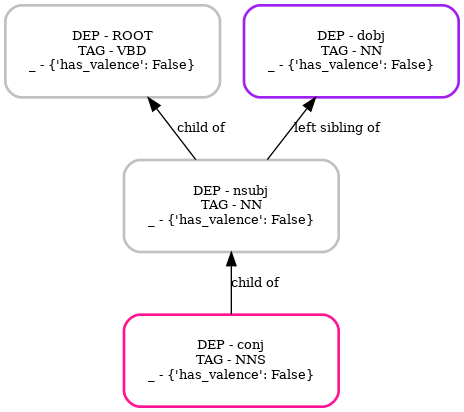 DEP - ROOT
TAG - VBD
_ - {'has_valence': False}
DEP - dobj
TAG - NN
_ - {'has_valence': False}
child of
left sibling of
DEP - nsubj
TAG - NN
_ - {'has_valence': False}
child of
DEP - conj
TAG - NNS
_ - {'has_valence': False}